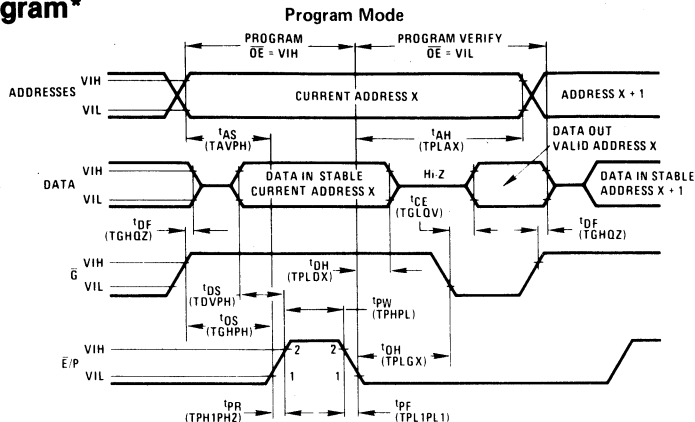 gram*
Program Mode
PROGRAM
OE = VIH
PROGRAM VERIFY
OE = VIL
ADDRESSES
VIH
VIL
CURRENT ADDRESS X
ADDRESS X + 1
tAS
(TAVPH)
tAH
(TPLAX)
DATA OUT
VALID ADDRESS X
DATA
VIH
VIL
DATA IN STABLE
CURRENT ADDRESS X
Hi-Z
DATA IN STABLE
ADDRESS X + 1
tCE
(TGLQV)
tDF
(TGHQZ)
tDF
(TGHQZ)
G
VIH
VIL
tDH
(TPLDX)
tDS
(TDVPH)
tPW
(TPHPL)
tOS
(TGHPH)
tOH
(TPLGX)
E/P
VIH
VIL
2 2
1 1
tPR
(TPH1PH2)
tPF
(TPL1PL1)